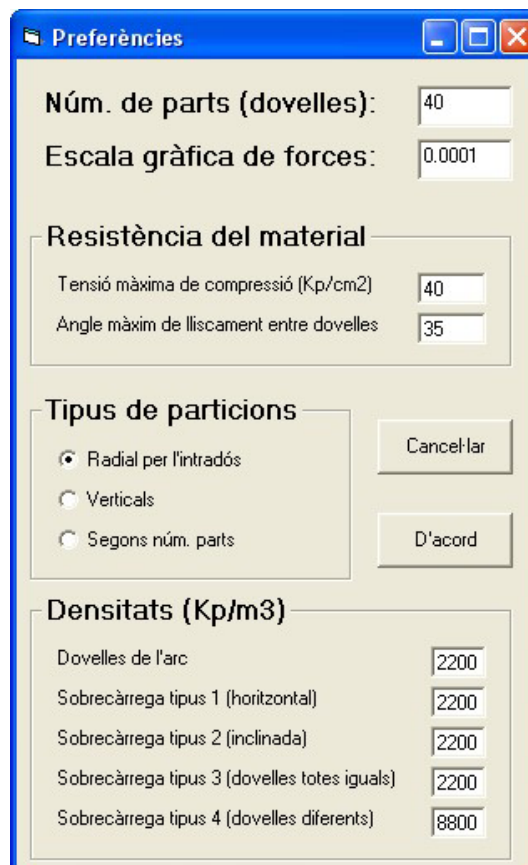 Preferències
Núm. de parts (dovelles): 40
Escala gràfica de forces: 0.0001
Resistència del material
Tensió màxima de compressió (Kp/cm2) 40
Angle màxim de lliscament entre dovelles 35
Tipus de particions
Radial per l'intradós
Verticals
Segons núm. parts
Cancel·lar
D'acord
Densitats (Kp/m3)
Dovelles de l'arc 2200
Sobrecàrrega tipus 1 (horitzontal) 2200
Sobrecàrrega tipus 2 (inclinada) 2200
Sobrecàrrega tipus 3 (dovelles totes iguals) 2200
Sobrecàrrega tipus 4 (dovelles diferents) 8800